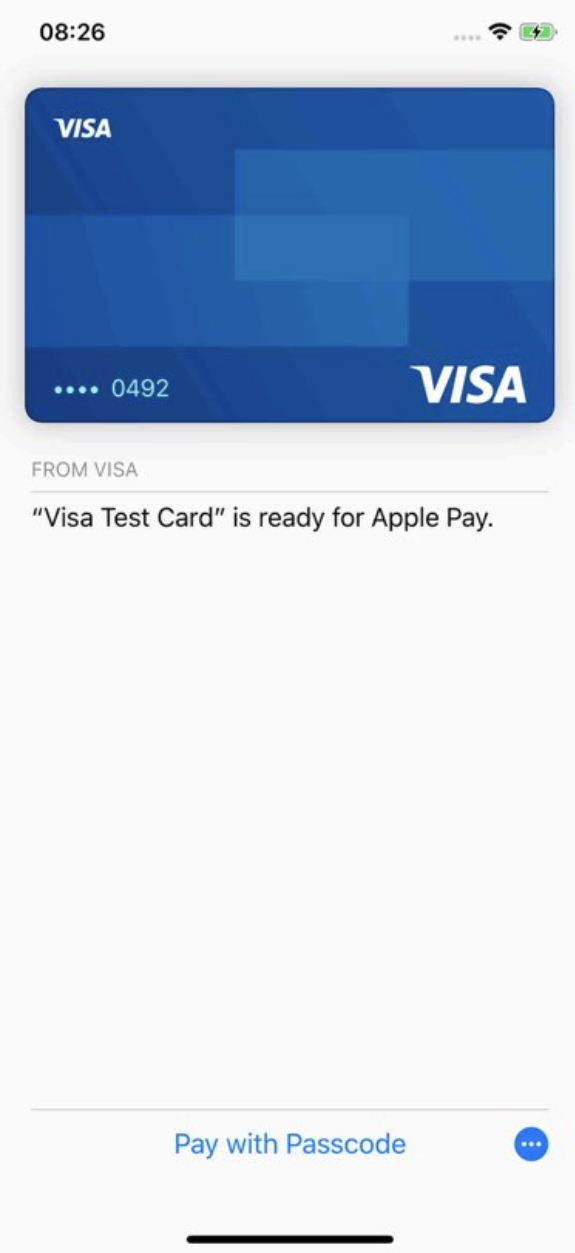 08:26
VISA
•••• 0492
VISA
FROM VISA
“Visa Test Card” is ready for Apple Pay.
Pay with Passcode